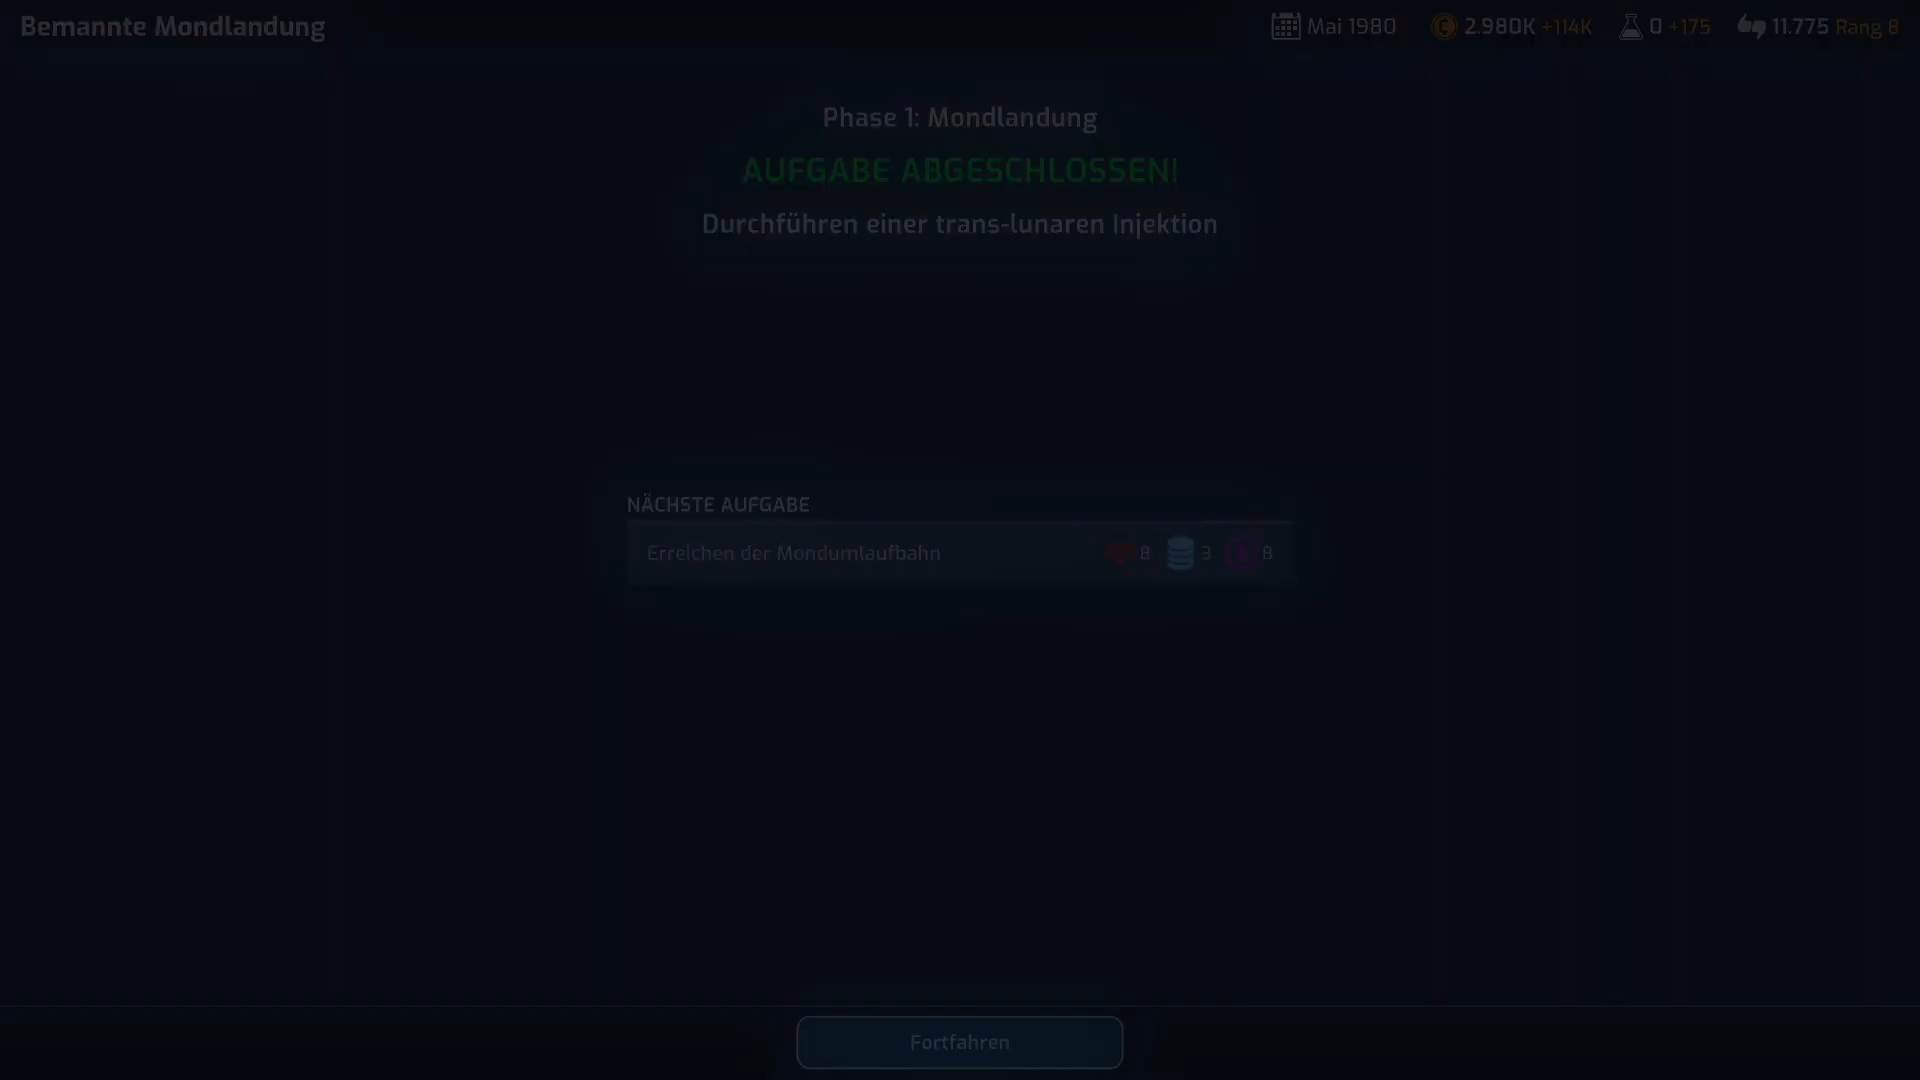 Bemannte Mondlandung
Mai 1980 2.980K +114K 0 +175 11.775 Rang 8
Phase 1: Mondlandung
AUFGABE ABGESCHLOSSEN!
Durchführen einer trans-lunaren Injektion
NÄCHSTE AUFGABE
Erreichen der Mondumlaufbahn 8 3 8
Fortfahren